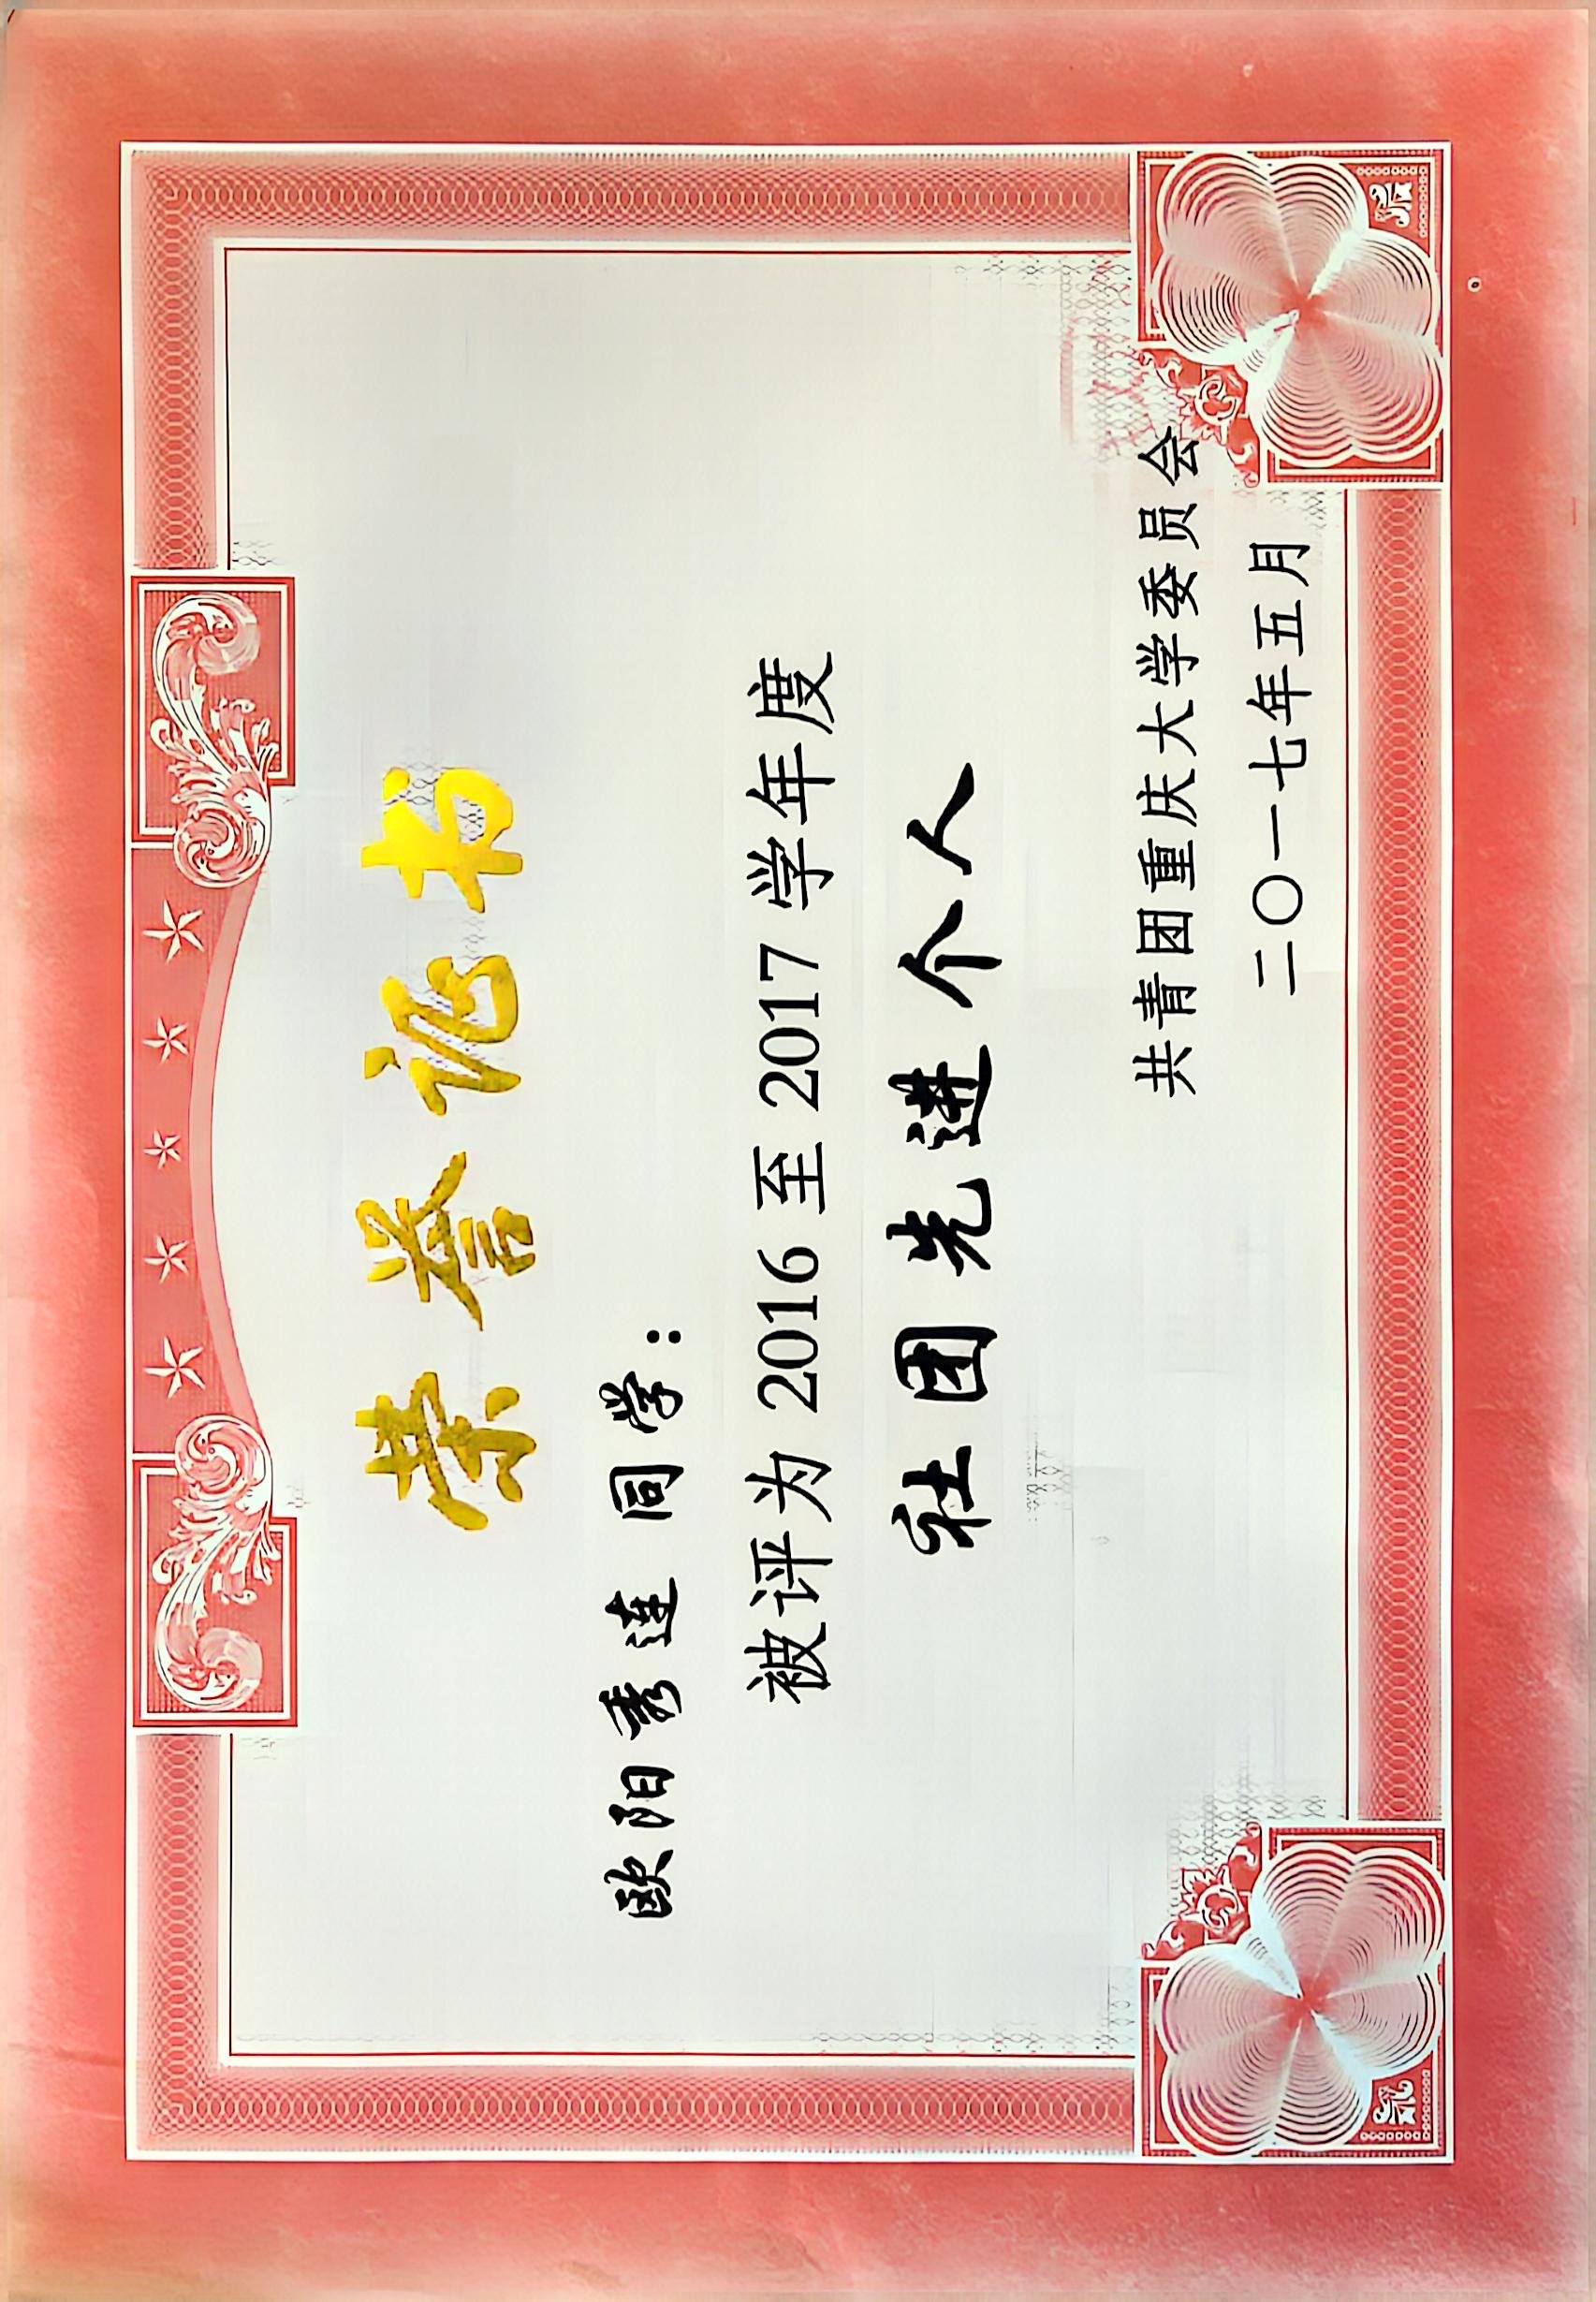 荣誉证书
欧阳秀连 同学：
被评为 2016 至 2017 学年度
社团先进个人
共青团重庆大学委员会
二〇一七年五月